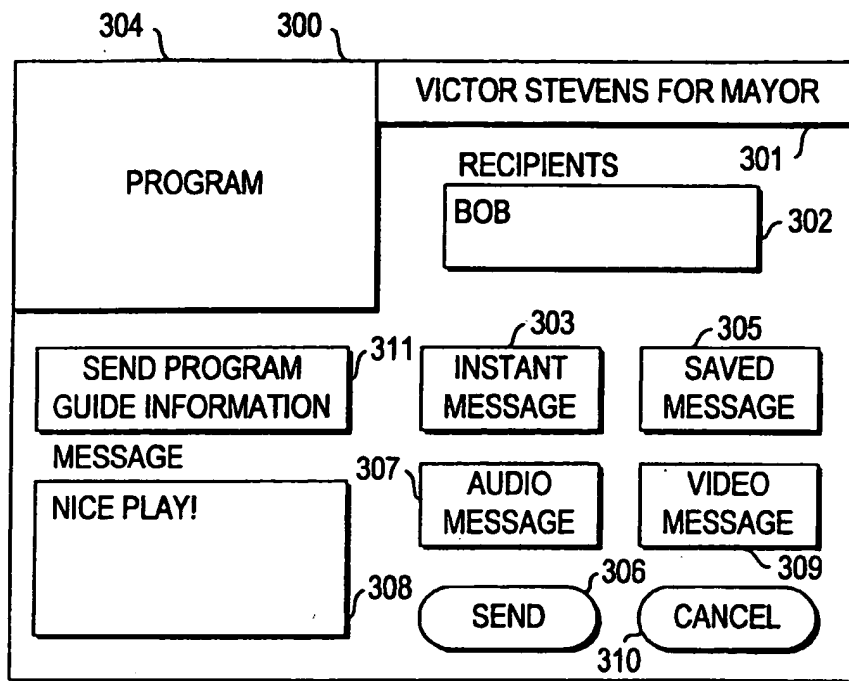 304 300
VICTOR STEVENS FOR MAYOR
301
PROGRAM
RECIPIENTS
BOB
302
303
305
SEND PROGRAM
GUIDE INFORMATION
311
INSTANT
MESSAGE
SAVED
MESSAGE
MESSAGE
NICE PLAY!
308
307
AUDIO
MESSAGE
VIDEO
MESSAGE
309
306
SEND
CANCEL
310